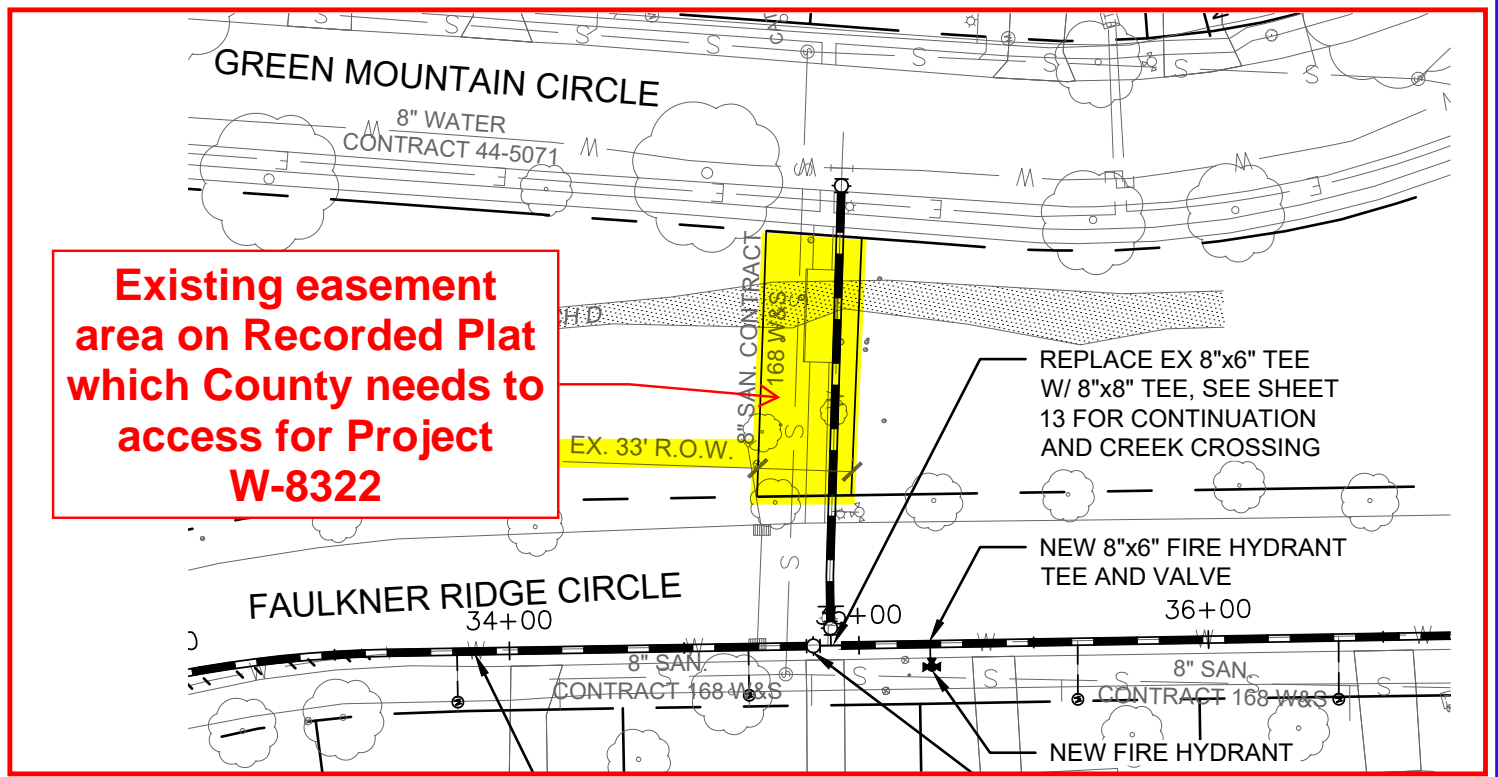 GREEN MOUNTAIN CIRCLE
8" WATER
CONTRACT 44-5071
Existing easement
area on Recorded Plat
which County needs to
access for Project
W-8322
8" SAN. CONTRACT
168 W&S
EX. 33' R.O.W.
REPLACE EX 8"x6" TEE
W/ 8"x8" TEE, SEE SHEET
13 FOR CONTINUATION
AND CREEK CROSSING
NEW 8"x6" FIRE HYDRANT
TEE AND VALVE
FAULKNER RIDGE CIRCLE
34+00
35+00
36+00
8" SAN.
CONTRACT 168 W&S
8" SAN.
CONTRACT 168 W&S
NEW FIRE HYDRANT